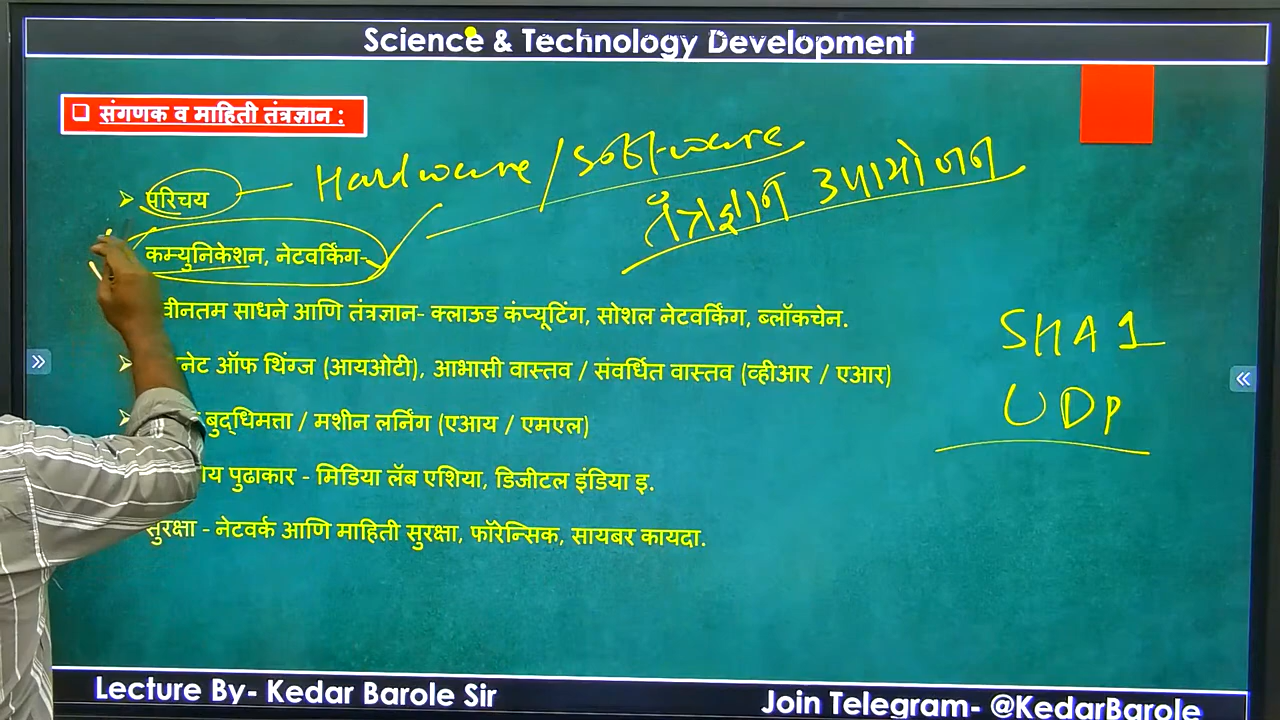 Science & Technology Development
संगणक व माहिती तंत्रज्ञान :
परिचय
Hardware / Software
तंत्रज्ञान उपायोजन
कम्युनिकेशन, नेटवर्किंग-
वीनतम साधने आणि तंत्रज्ञान- क्लाऊड कंप्यूटिंग, सोशल नेटवर्किंग, ब्लॉकचेन.
SHA 1
नेट ऑफ थिंग्ज (आयओटी), आभासी वास्तव / संवर्धित वास्तव (व्हीआर / एआर)
UDP
बुद्धिमत्ता / मशीन लर्निंग (एआय / एमएल)
य पुढाकार - मिडिया लॅब एशिया, डिजीटल इंडिया इ.
सुरक्षा - नेटवर्क आणि माहिती सुरक्षा, फॉरेन्सिक, सायबर कायदा.
Lecture By- Kedar Barole Sir
Join Telegram- @KedarBarole